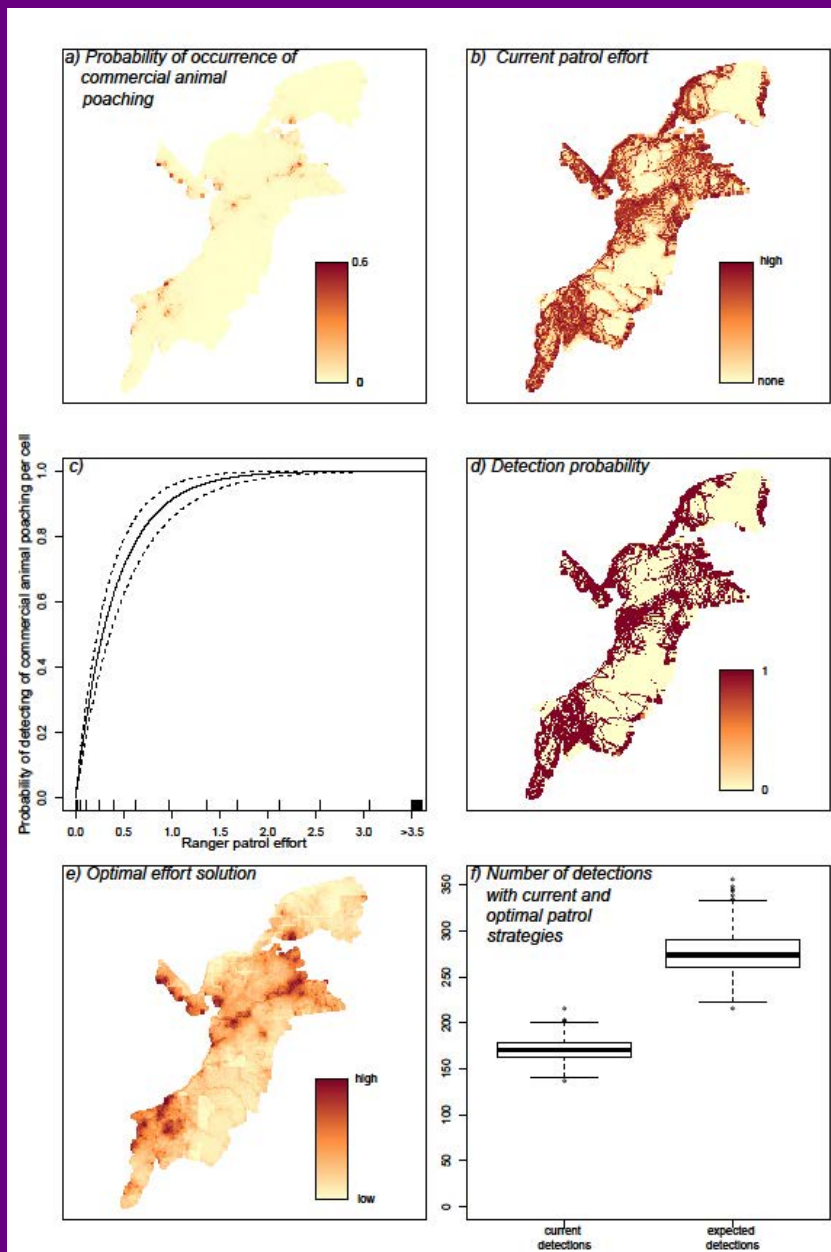 a) Probability of occurrence of
commercial animal
poaching
0.6
0
b) Current patrol effort
high
none
c)
Probability of detecting of commercial animal poaching per cell
1.0
0.8
0.6
0.4
0.2
0.0
0.0 0.5 1.0 1.5 2.0 2.5 3.0 >3.5
Ranger patrol effort
d) Detection probability
1
0
e) Optimal effort solution
high
low
f) Number of detections
with current and
optimal patrol
strategies
350
300
250
200
150
100
50
0
current
detections
expected
detections